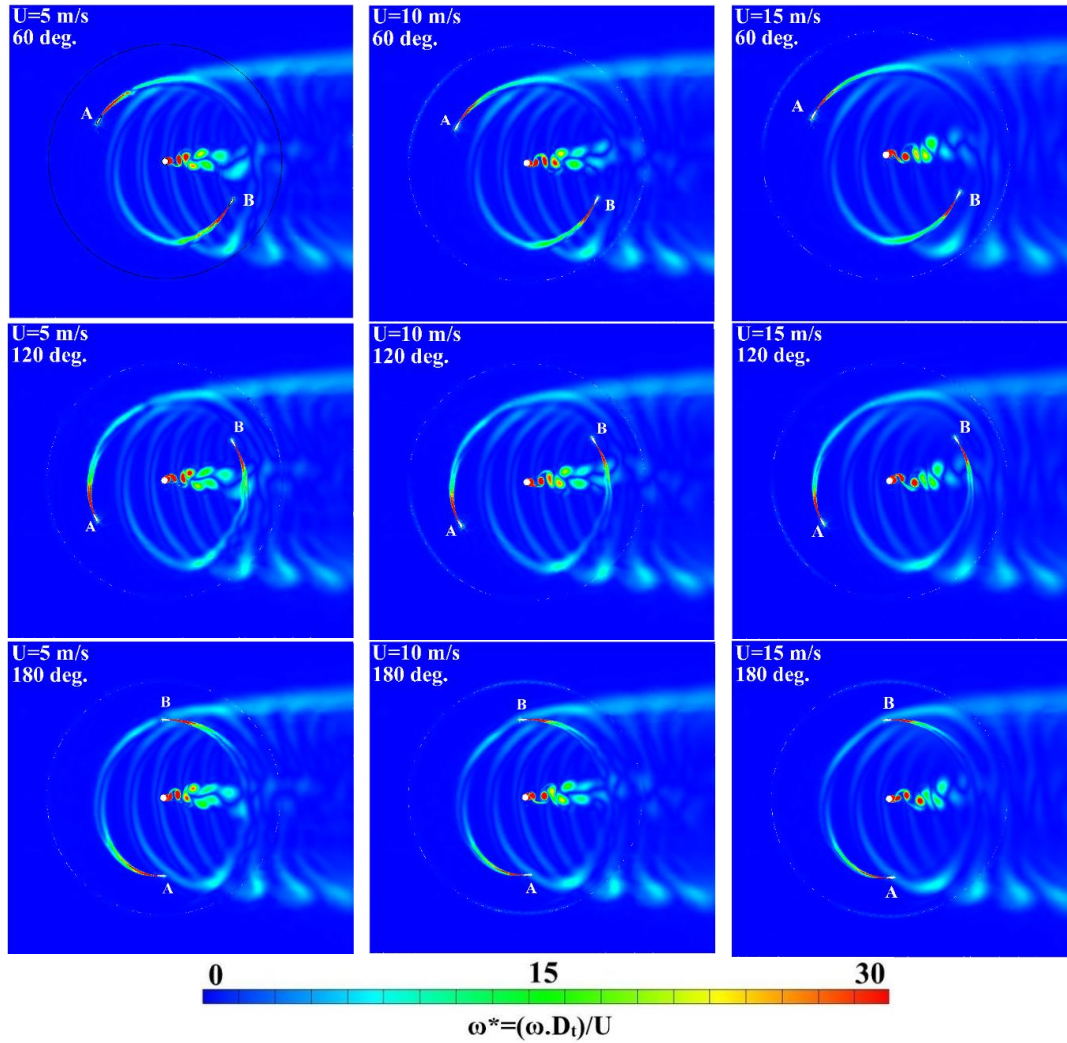 U=5 m/s
60 deg.
A
B
U=10 m/s
60 deg.
A
B
U=15 m/s
60 deg.
A
B
U=5 m/s
120 deg.
B
A
U=10 m/s
120 deg.
B
A
U=15 m/s
120 deg.
B
A
U=5 m/s
180 deg.
B
A
U=10 m/s
180 deg.
B
A
U=15 m/s
180 deg.
B
A
0 15 30
ω*=(ω.Dₜ)/U